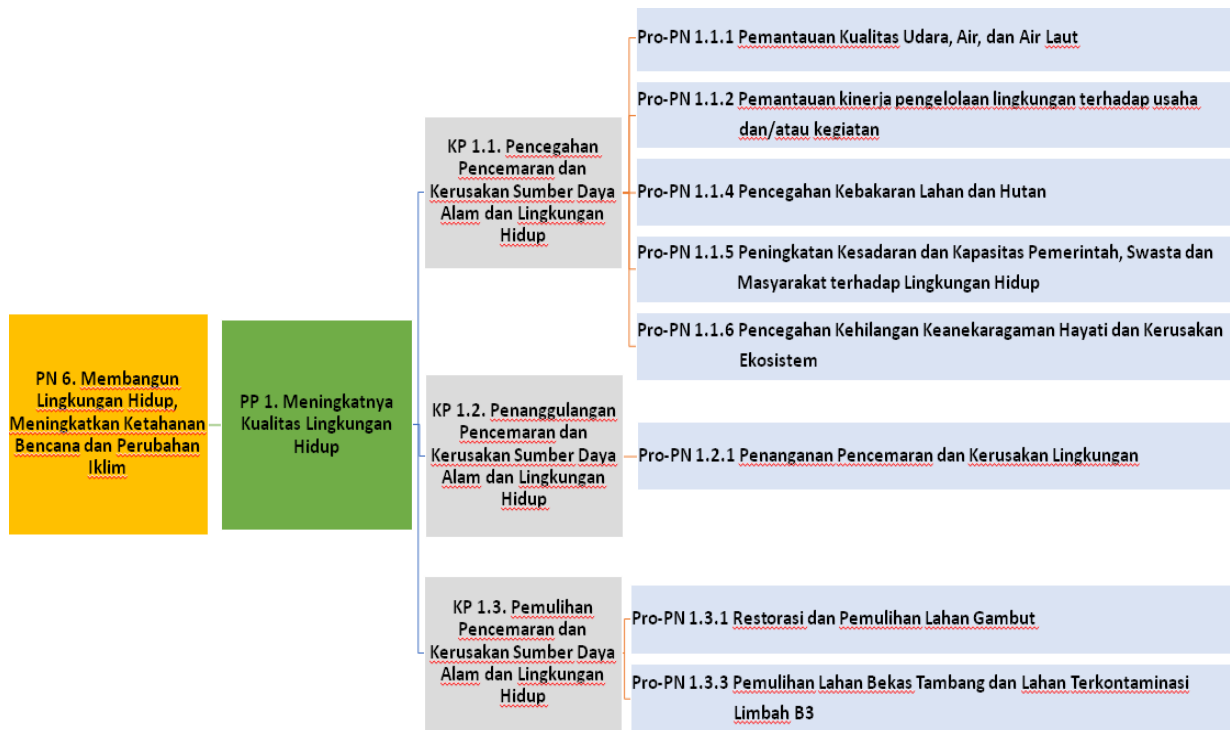 PN 6. Membangun
Lingkungan Hidup,
Meningkatkan Ketahanan
Bencana dan Perubahan
Iklim
PP 1. Meningkatnya
Kualitas Lingkungan
Hidup
KP 1.1. Pencegahan
Pencemaran dan
Kerusakan Sumber Daya
Alam dan Lingkungan
Hidup
Pro-PN 1.1.1 Pemantauan Kualitas Udara, Air, dan Air Laut
Pro-PN 1.1.2 Pemantauan kinerja pengelolaan lingkungan terhadap usaha
dan/atau kegiatan
Pro-PN 1.1.4 Pencegahan Kebakaran Lahan dan Hutan
Pro-PN 1.1.5 Peningkatan Kesadaran dan Kapasitas Pemerintah, Swasta dan
Masyarakat terhadap Lingkungan Hidup
Pro-PN 1.1.6 Pencegahan Kehilangan Keanekaragaman Hayati dan Kerusakan
Ekosistem
KP 1.2. Penanggulangan
Pencemaran dan
Kerusakan Sumber Daya
Alam dan Lingkungan
Hidup
Pro-PN 1.2.1 Penanganan Pencemaran dan Kerusakan Lingkungan
KP 1.3. Pemulihan
Pencemaran dan
Kerusakan Sumber Daya
Alam dan Lingkungan
Hidup
Pro-PN 1.3.1 Restorasi dan Pemulihan Lahan Gambut
Pro-PN 1.3.3 Pemulihan Lahan Bekas Tambang dan Lahan Terkontaminasi
Limbah B3